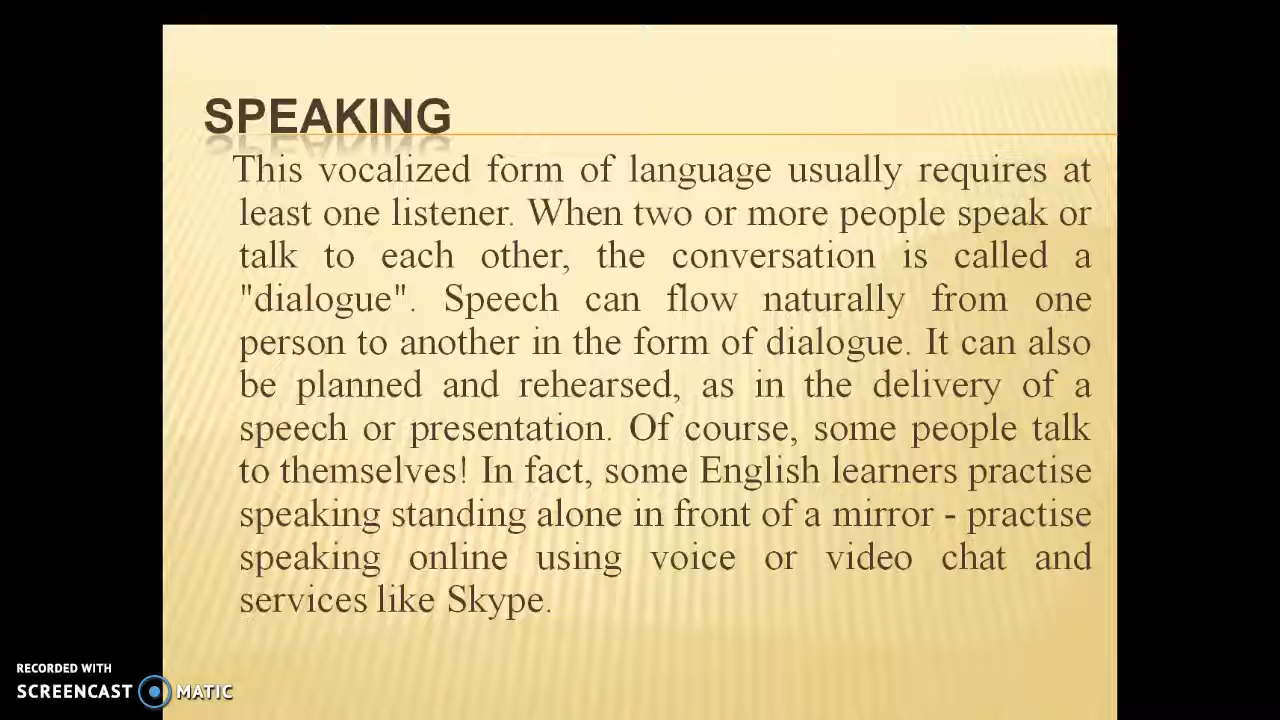 SPEAKING
This vocalized form of language usually requires at
least one listener. When two or more people speak or
talk to each other, the conversation is called a
"dialogue". Speech can flow naturally from one
person to another in the form of dialogue. It can also
be planned and rehearsed, as in the delivery of a
speech or presentation. Of course, some people talk
to themselves! In fact, some English learners practise
speaking standing alone in front of a mirror - practise
speaking online using voice or video chat and
services like Skype.
RECORDED WITH
SCREENCAST MATIC